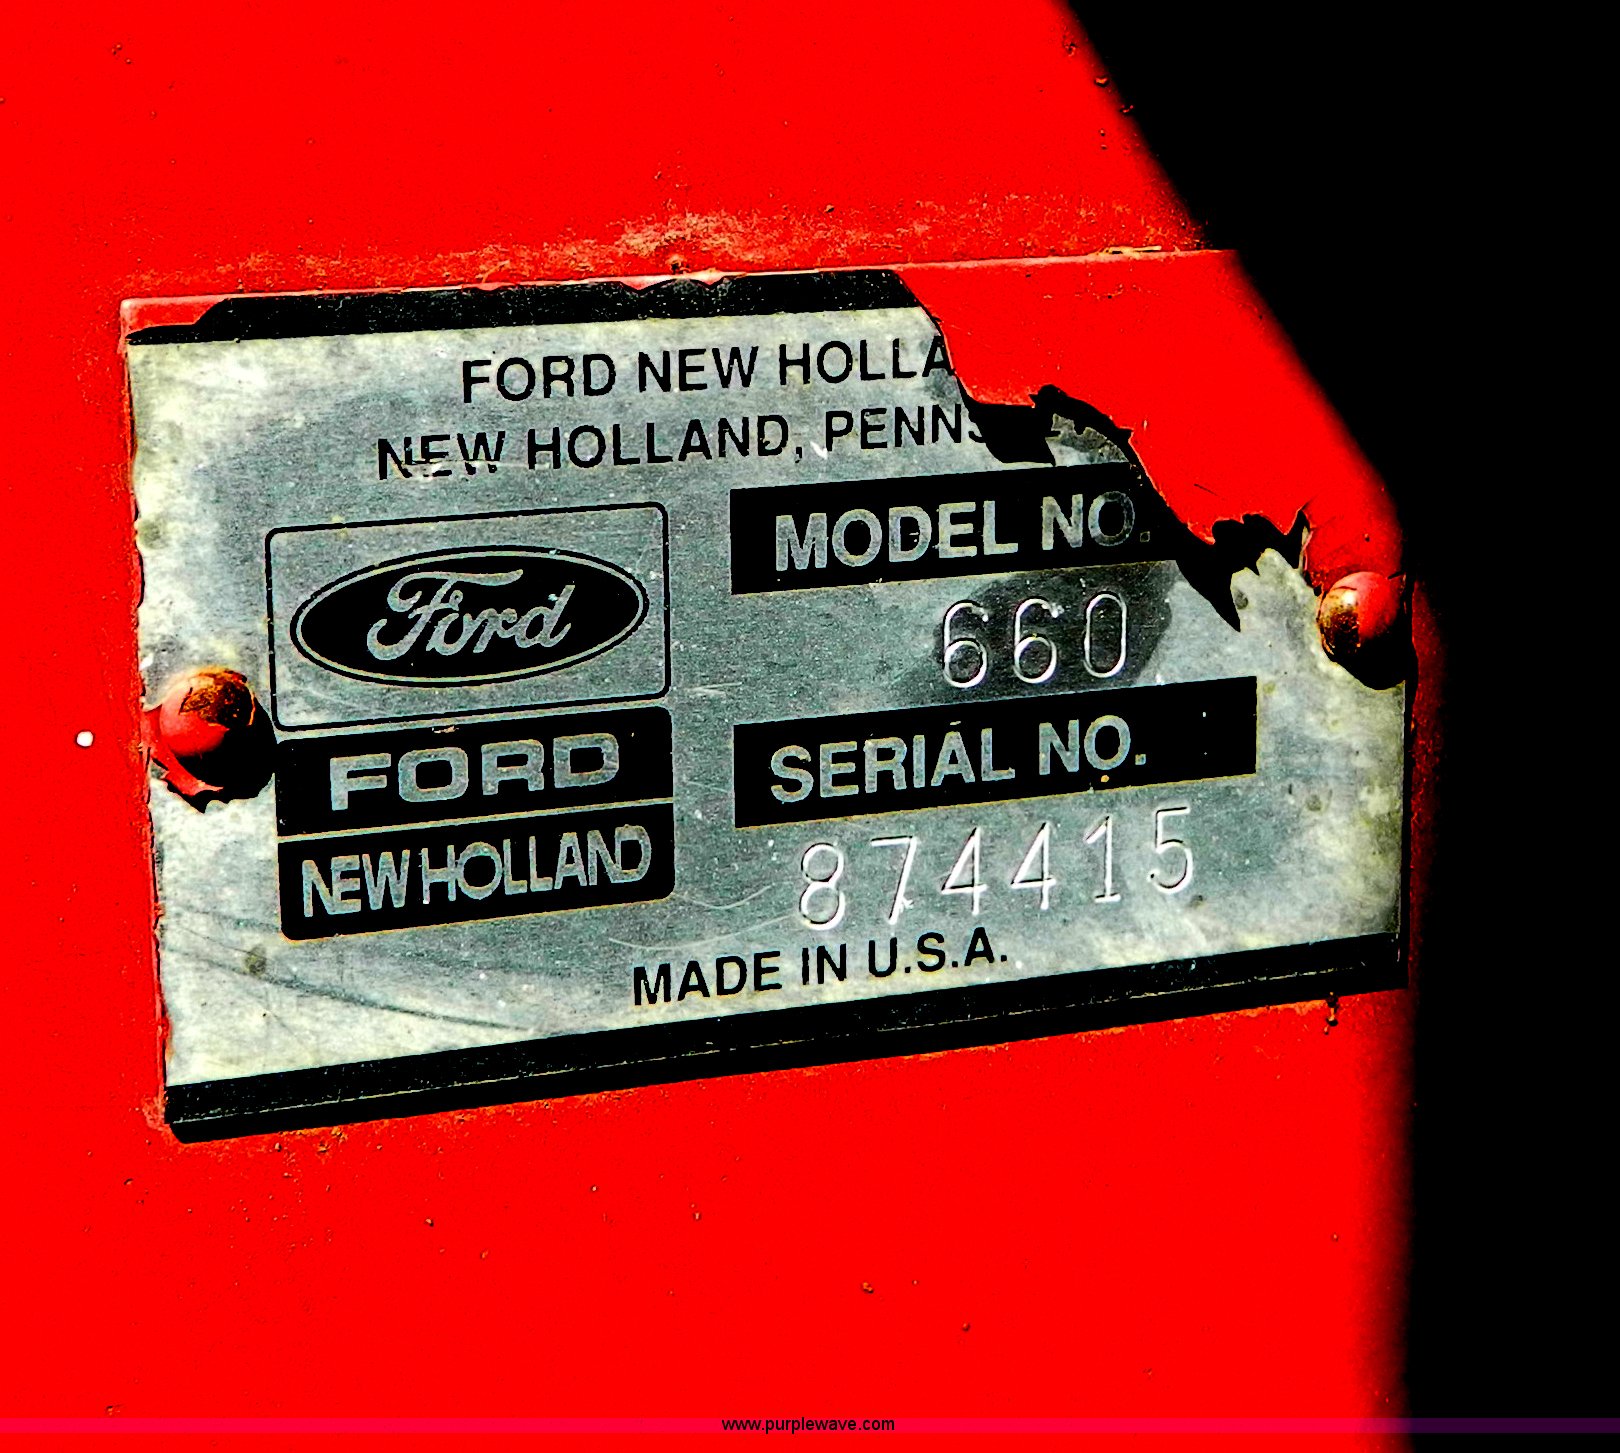 FORD NEW HOLLA
NEW HOLLAND, PENNS
Ford
FORD
NEW HOLLAND
MODEL NO.
660
SERIAL NO.
874415
MADE IN U.S.A.
www.purplewave.com